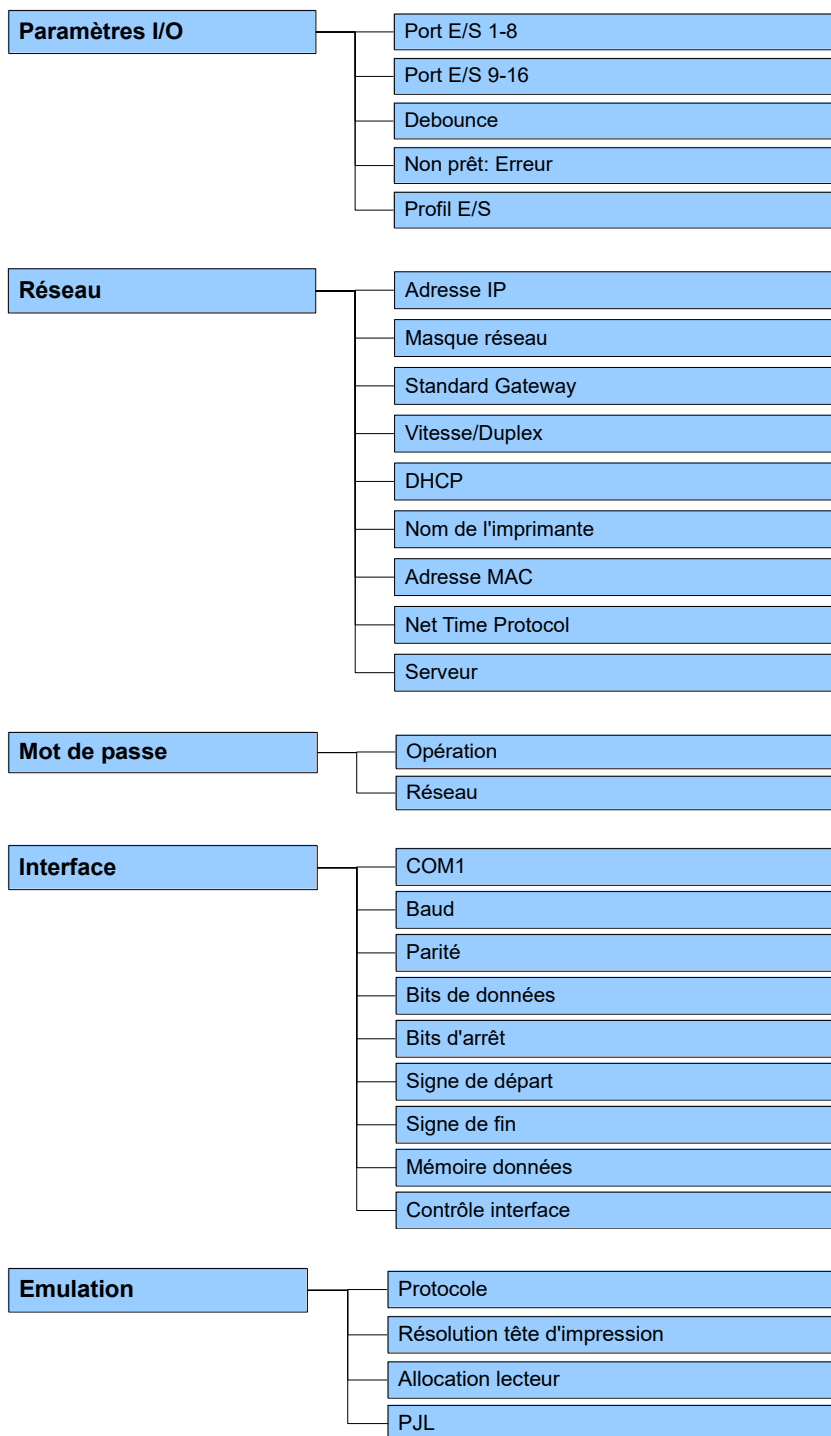 Paramètres I/O
Port E/S 1-8
Port E/S 9-16
Debounce
Non prêt: Erreur
Profil E/S
Réseau
Adresse IP
Masque réseau
Standard Gateway
Vitesse/Duplex
DHCP
Nom de l'imprimante
Adresse MAC
Net Time Protocol
Serveur
Mot de passe
Opération
Réseau
Interface
COM1
Baud
Parité
Bits de données
Bits d'arrêt
Signe de départ
Signe de fin
Mémoire données
Contrôle interface
Emulation
Protocole
Résolution tête d'impression
Allocation lecteur
PJL